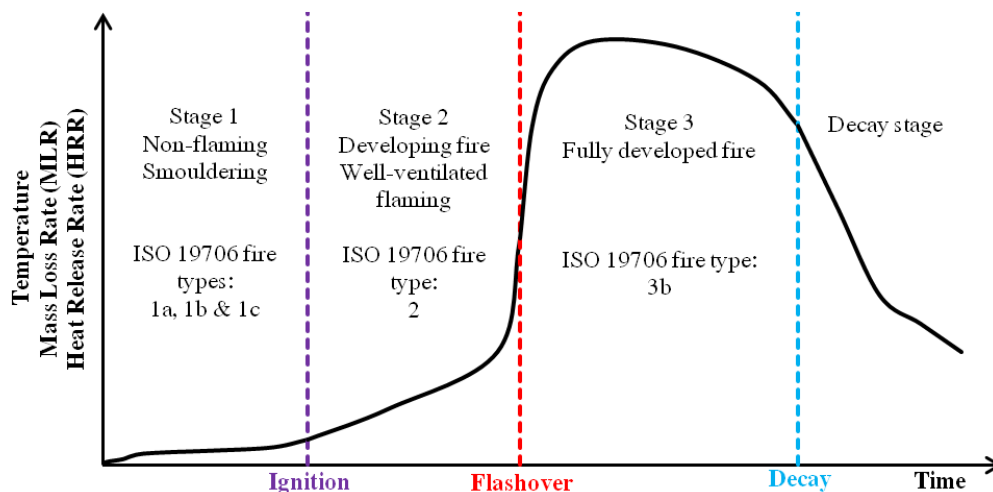 Temperature
Mass Loss Rate (MLR)
Heat Release Rate (HRR)
Stage 1
Non-flaming
Smouldering
ISO 19706 fire
types:
1a, 1b & 1c
Stage 2
Developing fire
Well-ventilated
flaming
ISO 19706 fire
type:
2
Stage 3
Fully developed fire
ISO 19706 fire type:
3b
Decay stage
Ignition
Flashover
Decay
Time